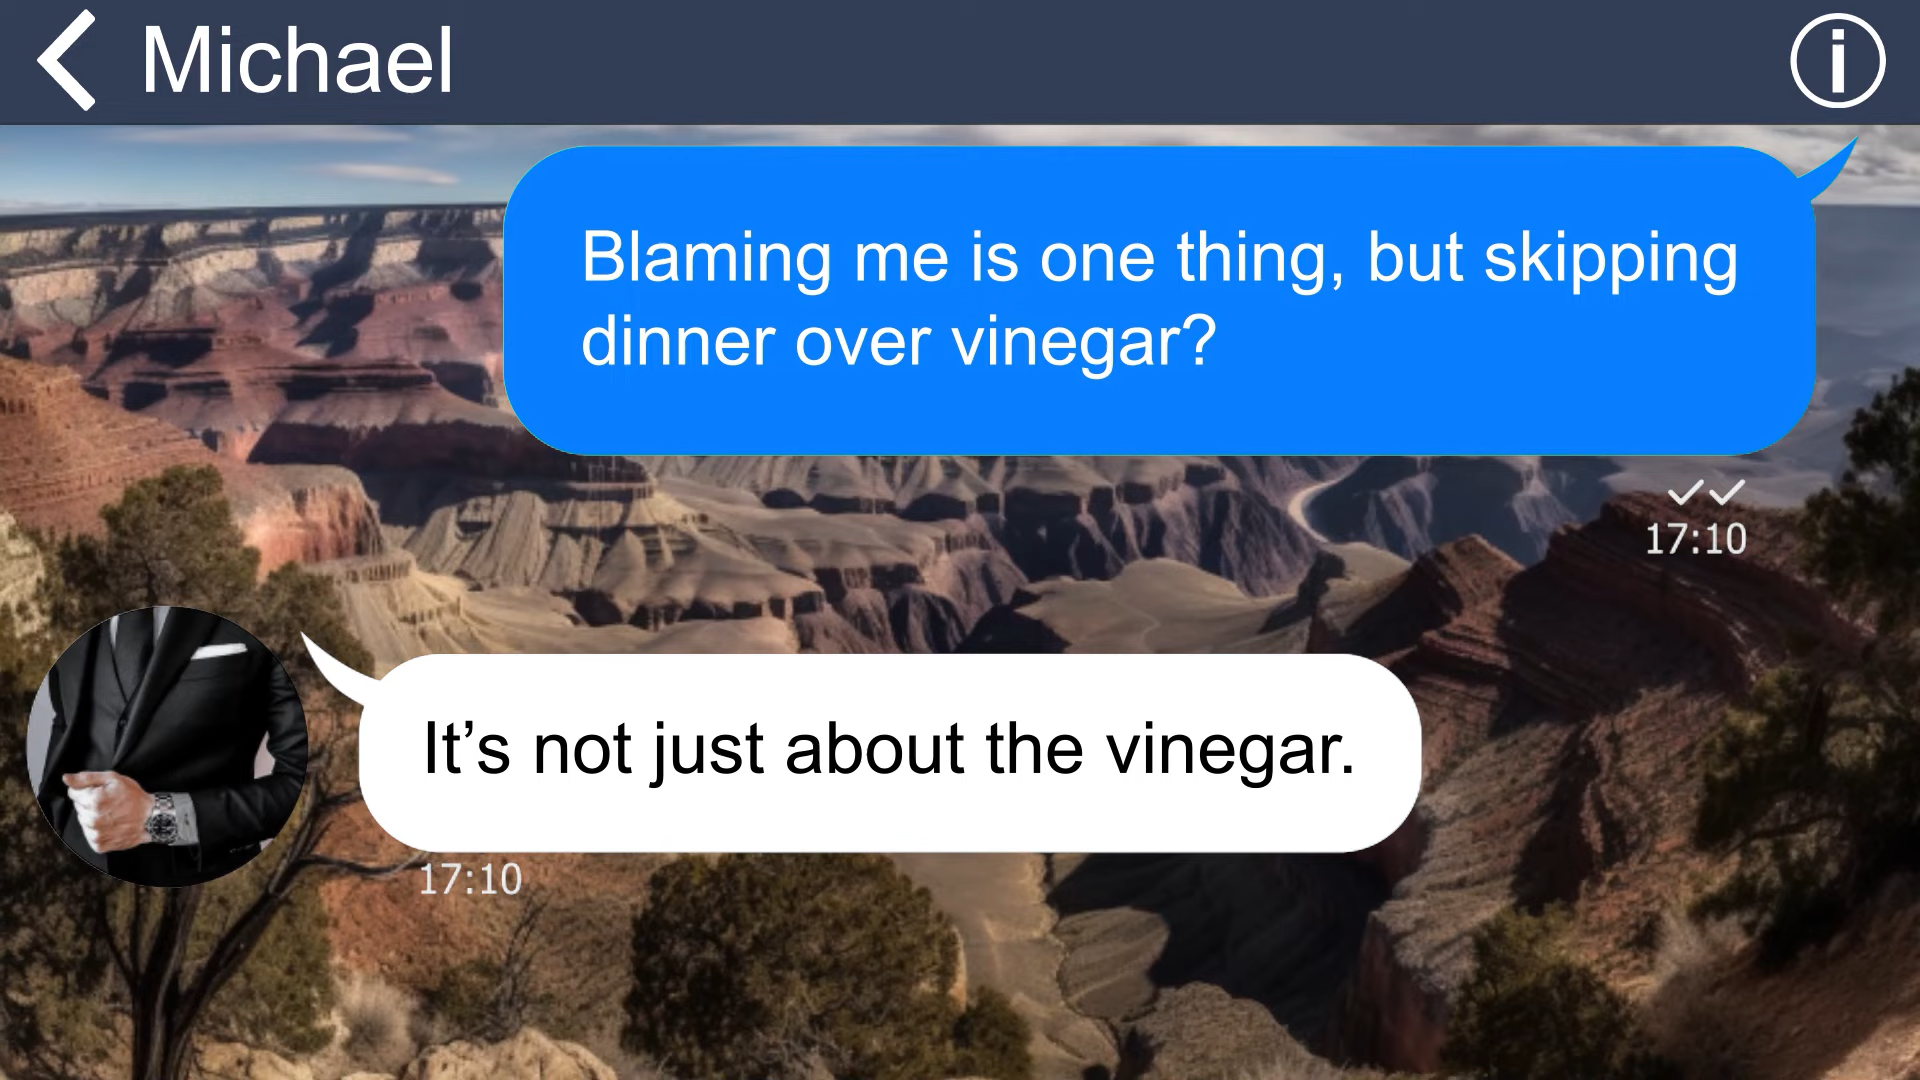 Michael
Blaming me is one thing, but skipping
dinner over vinegar?
17:10
It’s not just about the vinegar.
17:10